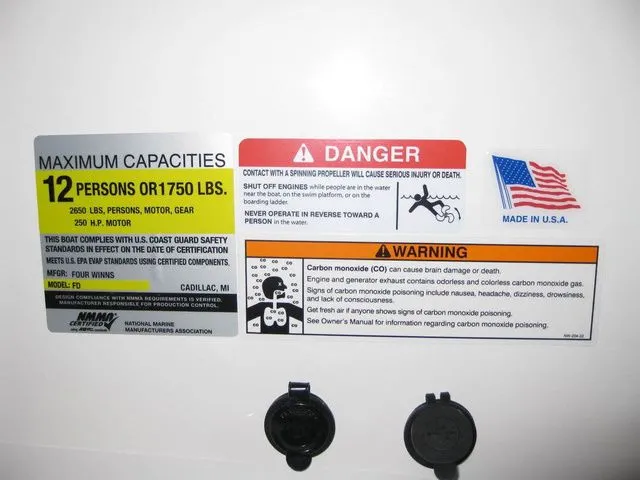 MAXIMUM CAPACITIES
12 PERSONS OR 1750 LBS.
2650 LBS, PERSONS, MOTOR, GEAR
250 H.P. MOTOR
THIS BOAT COMPLIES WITH U.S. COAST GUARD SAFETY
STANDARDS IN EFFECT ON THE DATE OF CERTIFICATION
MEETS U.S. EPA EVAP STANDARDS USING CERTIFIED COMPONENTS.
MFGR: FOUR WINNS
MODEL: FD
CADILLAC, MI
DESIGN COMPLIANCE WITH NMMA REQUIREMENTS IS VERIFIED.
MANUFACTURER RESPONSIBLE FOR PRODUCTION CONTROL.
NMMA
CERTIFIED
NATIONAL MARINE
MANUFACTURERS ASSOCIATION
DANGER
CONTACT WITH A SPINNING PROPELLER WILL CAUSE SERIOUS INJURY OR DEATH.
SHUT OFF ENGINES while people are in the water
near the boat, on the swim platform, or on the
boarding ladder.
NEVER OPERATE IN REVERSE TOWARD A
PERSON in the water.
MADE IN U.S.A.
WARNING
Carbon monoxide (CO) can cause brain damage or death.
Engine and generator exhaust contains odorless and colorless carbon monoxide gas.
Signs of carbon monoxide poisoning include nausea, headache, dizziness, drowsiness,
and lack of consciousness.
Get fresh air if anyone shows signs of carbon monoxide poisoning.
See Owner's Manual for information regarding carbon monoxide poisoning.